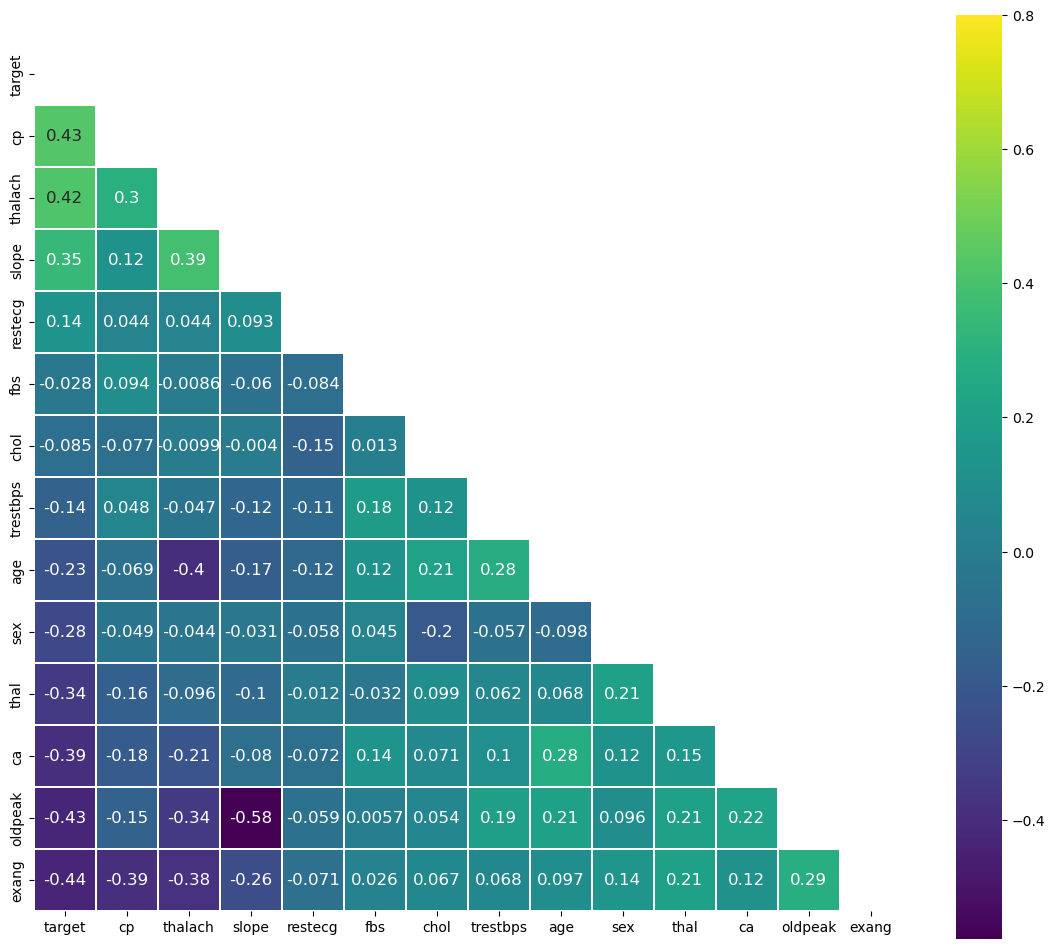 target
cp 0.43
thalach 0.42 0.3
slope 0.35 0.12 0.39
restecg 0.14 0.044 0.044 0.093
fbs -0.028 0.094 -0.0086 -0.06 -0.084
chol -0.085 -0.077 -0.0099 -0.004 -0.15 0.013
trestbps -0.14 0.048 -0.047 -0.12 -0.11 0.18 0.12
age -0.23 -0.069 -0.4 -0.17 -0.12 0.12 0.21 0.28
sex -0.28 -0.049 -0.044 -0.031 -0.058 0.045 -0.2 -0.057 -0.098
thal -0.34 -0.16 -0.096 -0.1 -0.012 -0.032 0.099 0.062 0.068 0.21
ca -0.39 -0.18 -0.21 -0.08 -0.072 0.14 0.071 0.1 0.28 0.12 0.15
oldpeak -0.43 -0.15 -0.34 -0.58 -0.059 0.0057 0.054 0.19 0.21 0.096 0.21 0.22
exang -0.44 -0.39 -0.38 -0.26 -0.071 0.026 0.067 0.068 0.097 0.14 0.21 0.12 0.29
target cp thalach slope restecg fbs chol trestbps age sex thal ca oldpeak exang
0.8
0.6
0.4
0.2
0.0
−0.2
−0.4